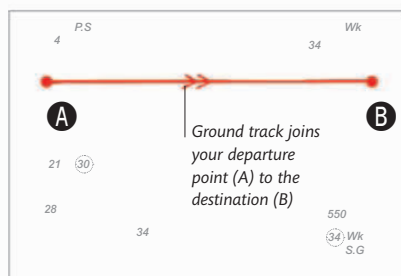 P.S
Wk
4
34
A
B
Ground track joins
your departure
point (A) to the
destination (B)
21
30
28
34
550
34 Wk
S.G